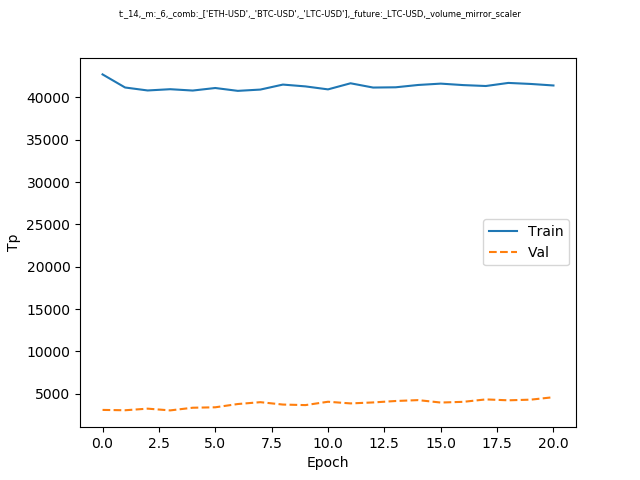 t:_14,_m:_6,_comb:_['ETH-USD',_'BTC-USD',_'LTC-USD'],_future:_LTC-USD,_volume_mirror_scaler
40000
35000
30000
25000
20000
15000
10000
5000
Tp
Train
Val
0.0 2.5 5.0 7.5 10.0 12.5 15.0 17.5 20.0
Epoch